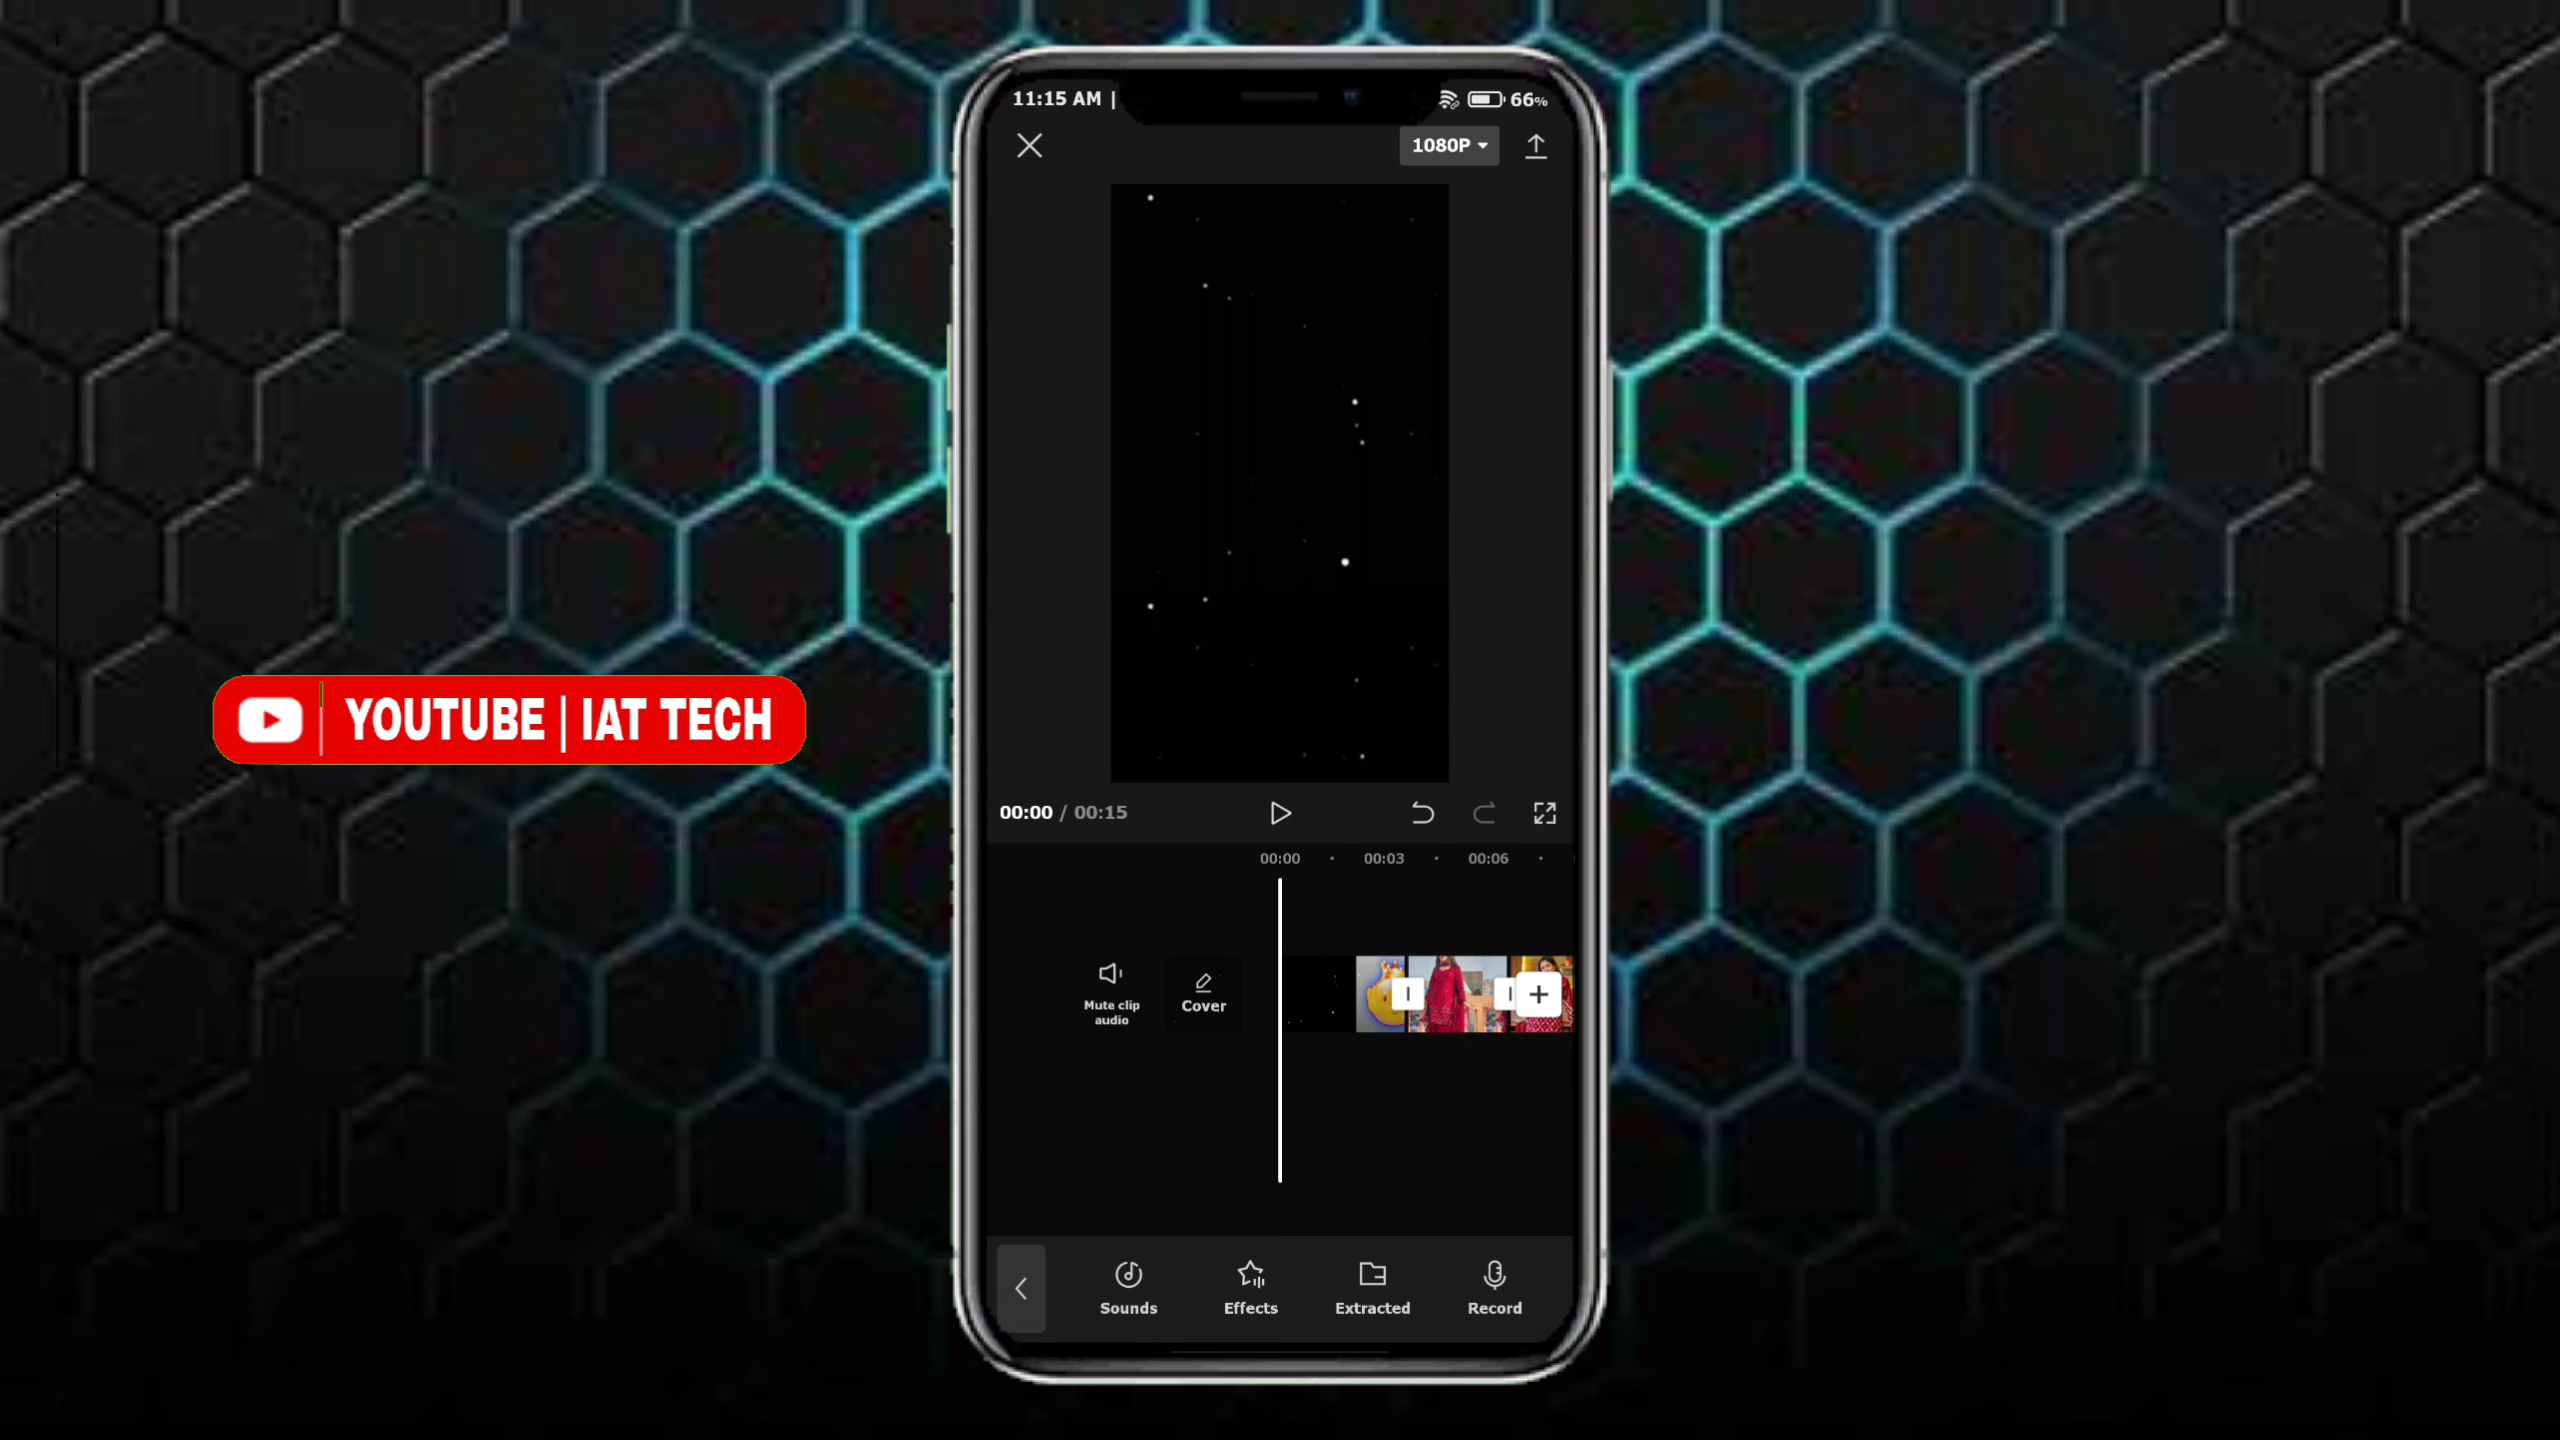 11:15 AM |
66%
1080P
YOUTUBE | IAT TECH
00:00 / 00:15
00:00 · 00:03 · 00:06 ·
Mute clip
audio
Cover
Sounds
Effects
Extracted
Record